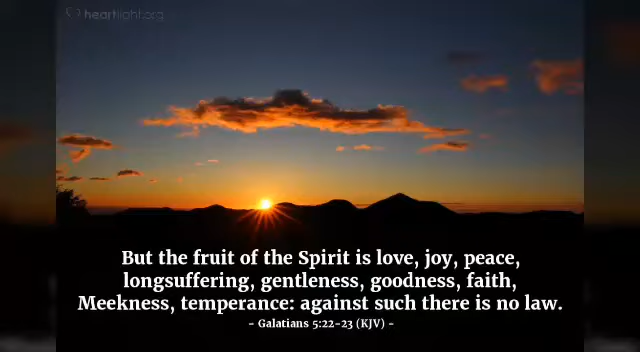 heartlight.org
But the fruit of the Spirit is love, joy, peace,
longsuffering, gentleness, goodness, faith,
Meekness, temperance: against such there is no law.
- Galatians 5:22-23 (KJV) -